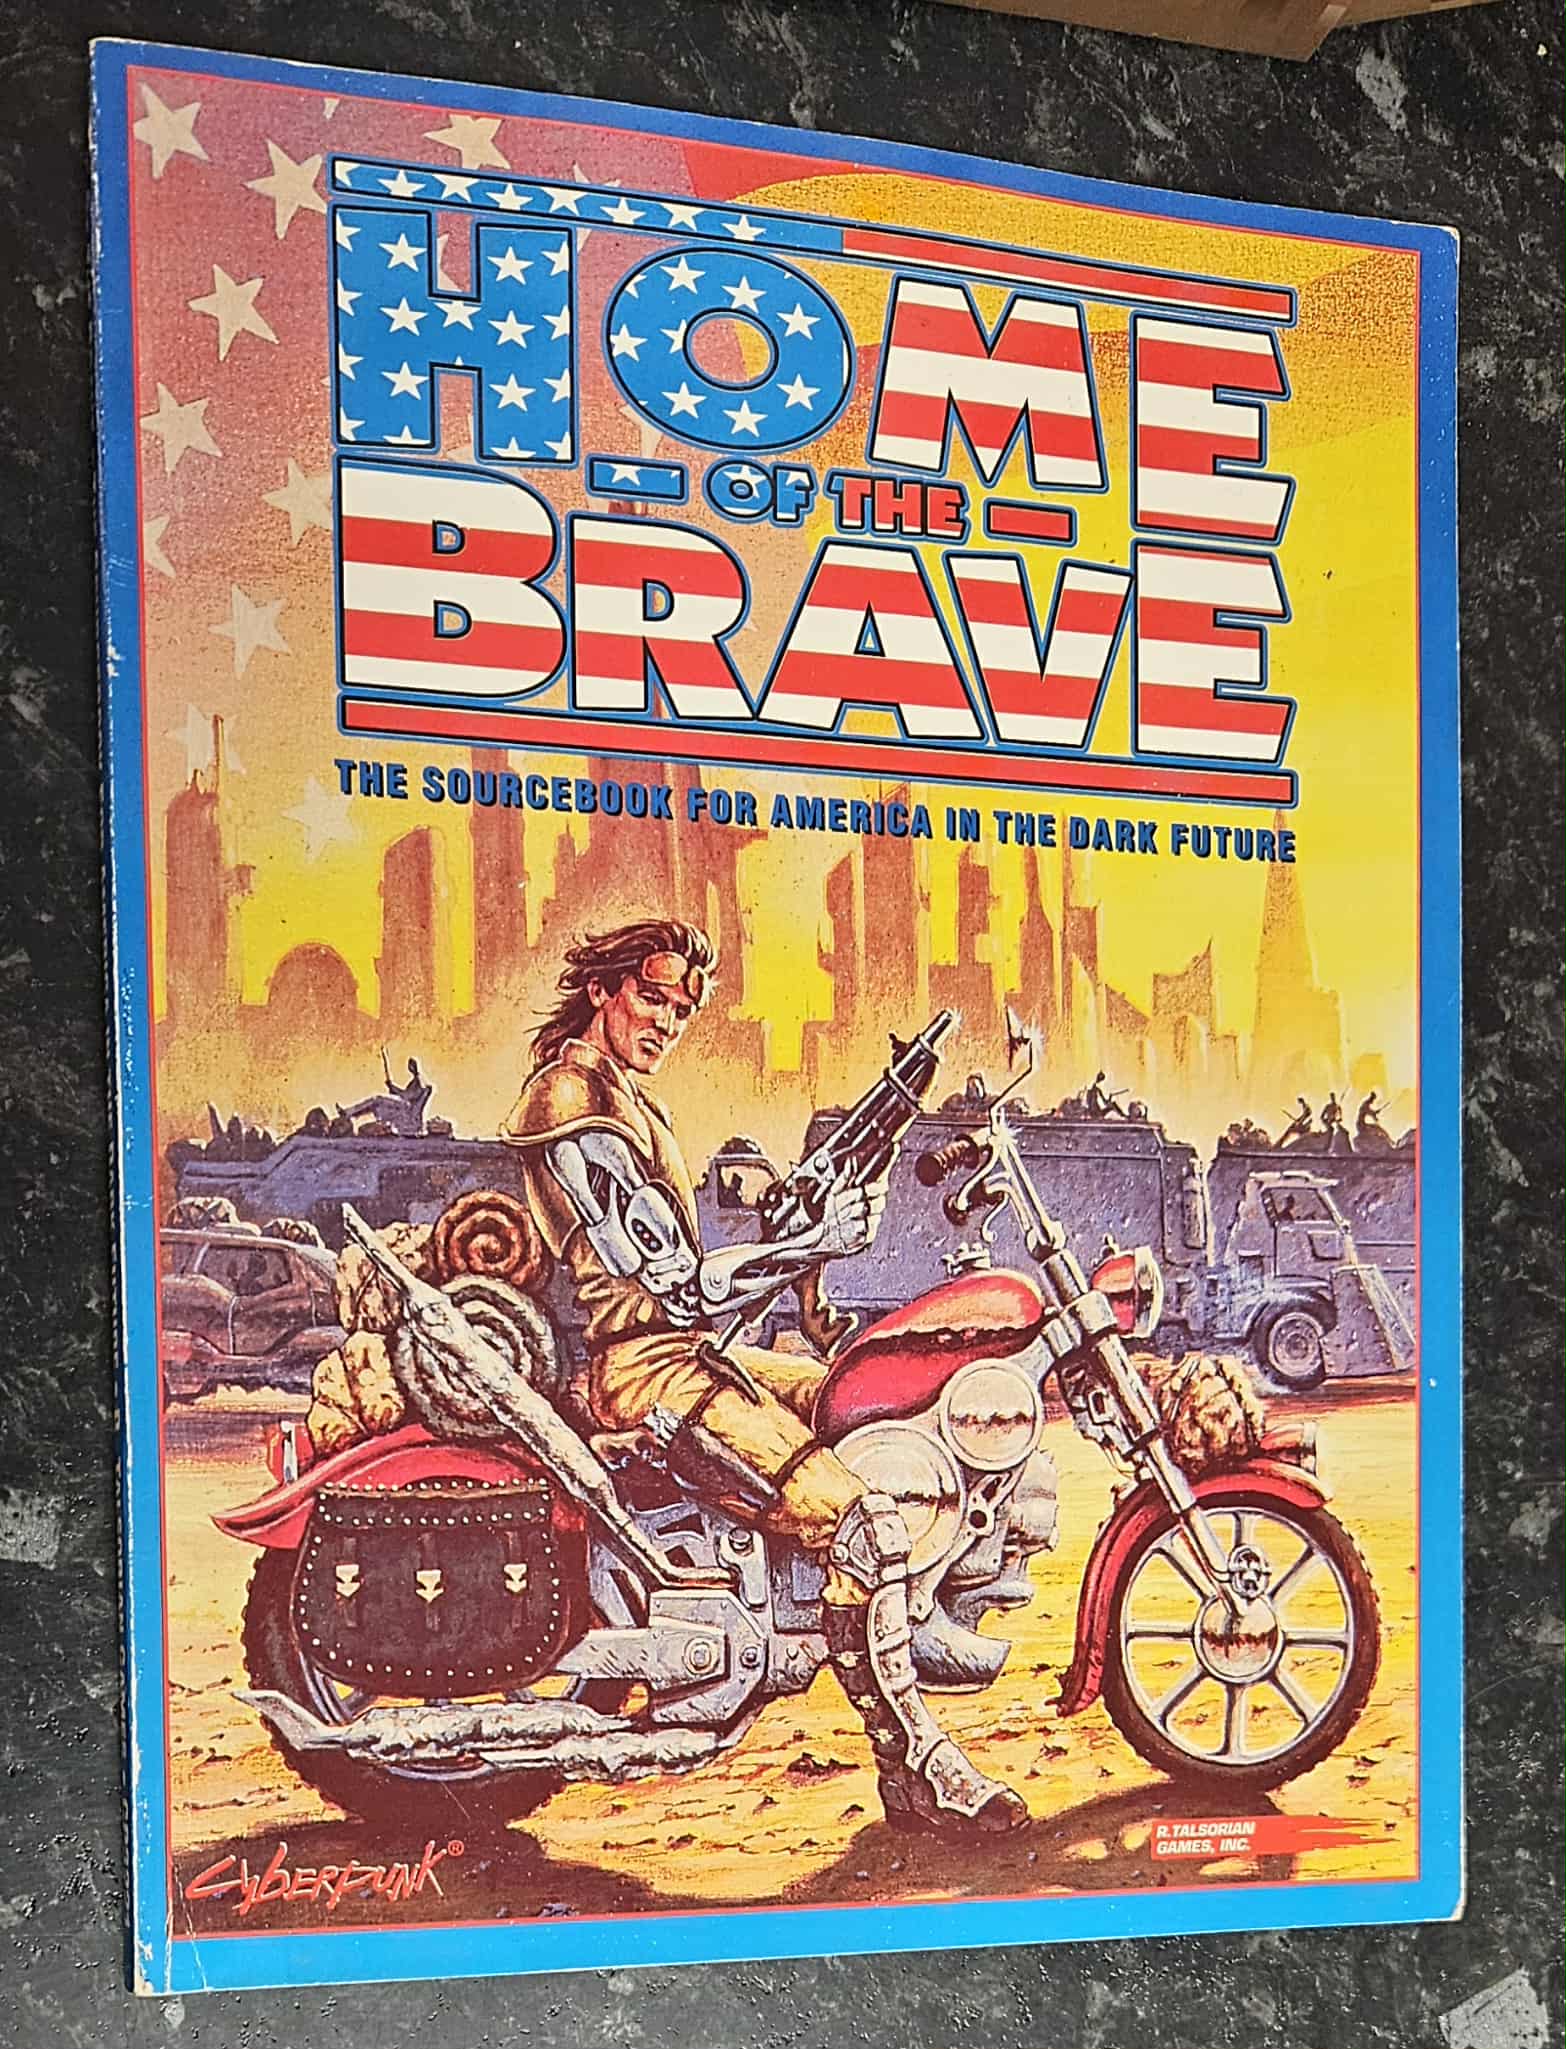 HOME
OF THE
BRAVE
THE SOURCEBOOK FOR AMERICA IN THE DARK FUTURE
CYBERPUNK®
R.TALSORIAN
GAMES, INC.